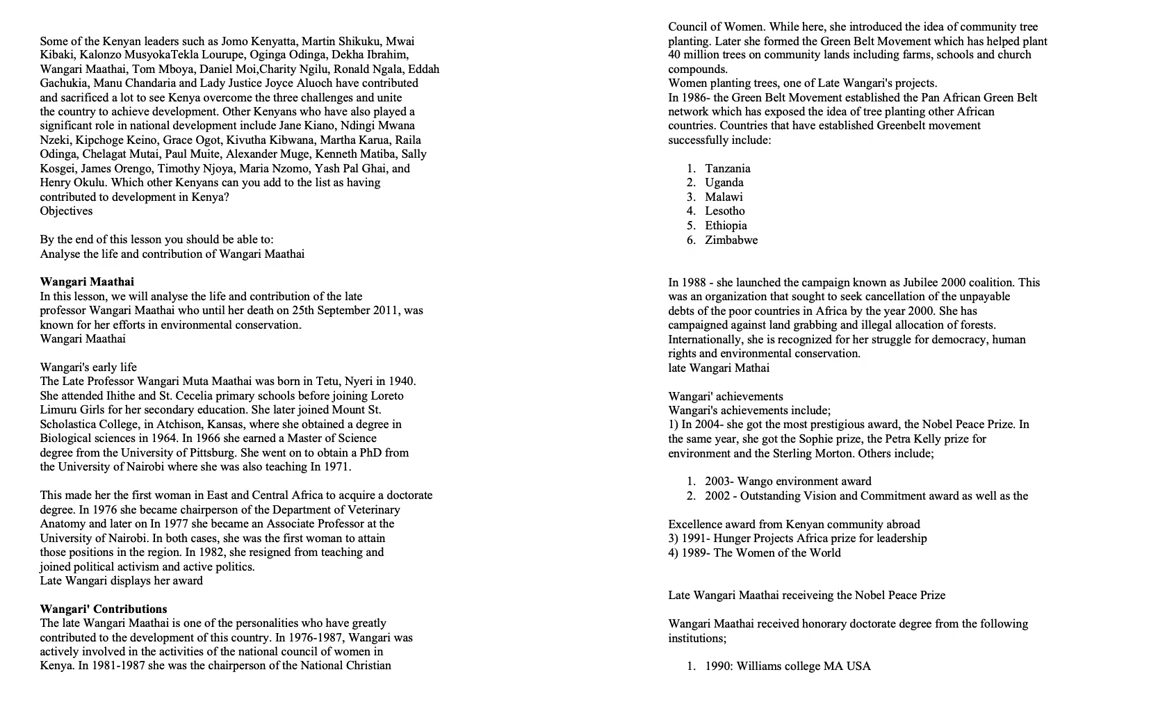 Some of the Kenyan leaders such as Jomo Kenyatta, Martin Shikuku, Mwai
Kibaki, Kalonzo MusyokaTekla Lourupe, Oginga Odinga, Dekha Ibrahim,
Wangari Maathai, Tom Mboya, Daniel Moi,Charity Ngilu, Ronald Ngala, Eddah
Gachukia, Manu Chandaria and Lady Justice Joyce Aluoch have contributed
and sacrificed a lot to see Kenya overcome the three challenges and unite
the country to achieve development. Other Kenyans who have also played a
significant role in national development include Jane Kiano, Ndingi Mwana
Nzeki, Kipchoge Keino, Grace Ogot, Kivutha Kibwana, Martha Karua, Raila
Odinga, Chelagat Mutai, Paul Muite, Alexander Muge, Kenneth Matiba, Sally
Kosgei, James Orengo, Timothy Njoya, Maria Nzomo, Yash Pal Ghai, and
Henry Okulu. Which other Kenyans can you add to the list as having
contributed to development in Kenya?
Objectives
By the end of this lesson you should be able to:
Analyse the life and contribution of Wangari Maathai
Wangari Maathai
In this lesson, we will analyse the life and contribution of the late
professor Wangari Maathai who until her death on 25th September 2011, was
known for her efforts in environmental conservation.
Wangari Maathai
Wangari's early life
The Late Professor Wangari Muta Maathai was born in Tetu, Nyeri in 1940.
She attended Ihithe and St. Cecelia primary schools before joining Loreto
Limuru Girls for her secondary education. She later joined Mount St.
Scholastica College, in Atchison, Kansas, where she obtained a degree in
Biological sciences in 1964. In 1966 she earned a Master of Science
degree from the University of Pittsburg. She went on to obtain a PhD from
the University of Nairobi where she was also teaching In 1971.
This made her the first woman in East and Central Africa to acquire a doctorate
degree. In 1976 she became chairperson of the Department of Veterinary
Anatomy and later on In 1977 she became an Associate Professor at the
University of Nairobi. In both cases, she was the first woman to attain
those positions in the region. In 1982, she resigned from teaching and
joined political activism and active politics.
Late Wangari displays her award
Wangari' Contributions
The late Wangari Maathai is one of the personalities who have greatly
contributed to the development of this country. In 1976-1987, Wangari was
actively involved in the activities of the national council of women in
Kenya. In 1981-1987 she was the chairperson of the National Christian
Council of Women. While here, she introduced the idea of community tree
planting. Later she formed the Green Belt Movement which has helped plant
40 million trees on community lands including farms, schools and church
compounds.
Women planting trees, one of Late Wangari's projects.
In 1986- the Green Belt Movement established the Pan African Green Belt
network which has exposed the idea of tree planting other African
countries. Countries that have established Greenbelt movement
successfully include:
1. Tanzania
2. Uganda
3. Malawi
4. Lesotho
5. Ethiopia
6. Zimbabwe
In 1988 - she launched the campaign known as Jubilee 2000 coalition. This
was an organization that sought to seek cancellation of the unpayable
debts of the poor countries in Africa by the year 2000. She has
campaigned against land grabbing and illegal allocation of forests.
Internationally, she is recognized for her struggle for democracy, human
rights and environmental conservation.
late Wangari Mathai
Wangari' achievements
Wangari's achievements include;
1) In 2004- she got the most prestigious award, the Nobel Peace Prize. In
the same year, she got the Sophie prize, the Petra Kelly prize for
environment and the Sterling Morton. Others include;
1. 2003- Wango environment award
2. 2002 - Outstanding Vision and Commitment award as well as the
Excellence award from Kenyan community abroad
3) 1991- Hunger Projects Africa prize for leadership
4) 1989- The Women of the World
Late Wangari Maathai receiveing the Nobel Peace Prize
Wangari Maathai received honorary doctorate degree from the following
institutions;
1. 1990: Williams college MA USA